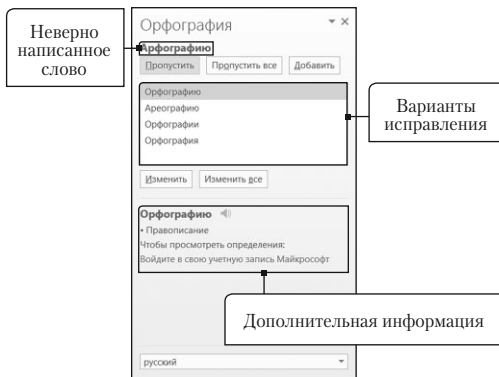 Орфография
Неверно
написанное
слово
Арфографию
Пропустить Пропустить все Добавить
Орфографию
Ареографию
Орфографии
Орфография
Варианты
исправления
Изменить Изменить все
Орфографию
• Правописание
Чтобы просмотреть определения:
Войдите в свою учетную запись Майкрософт
Дополнительная информация
русский